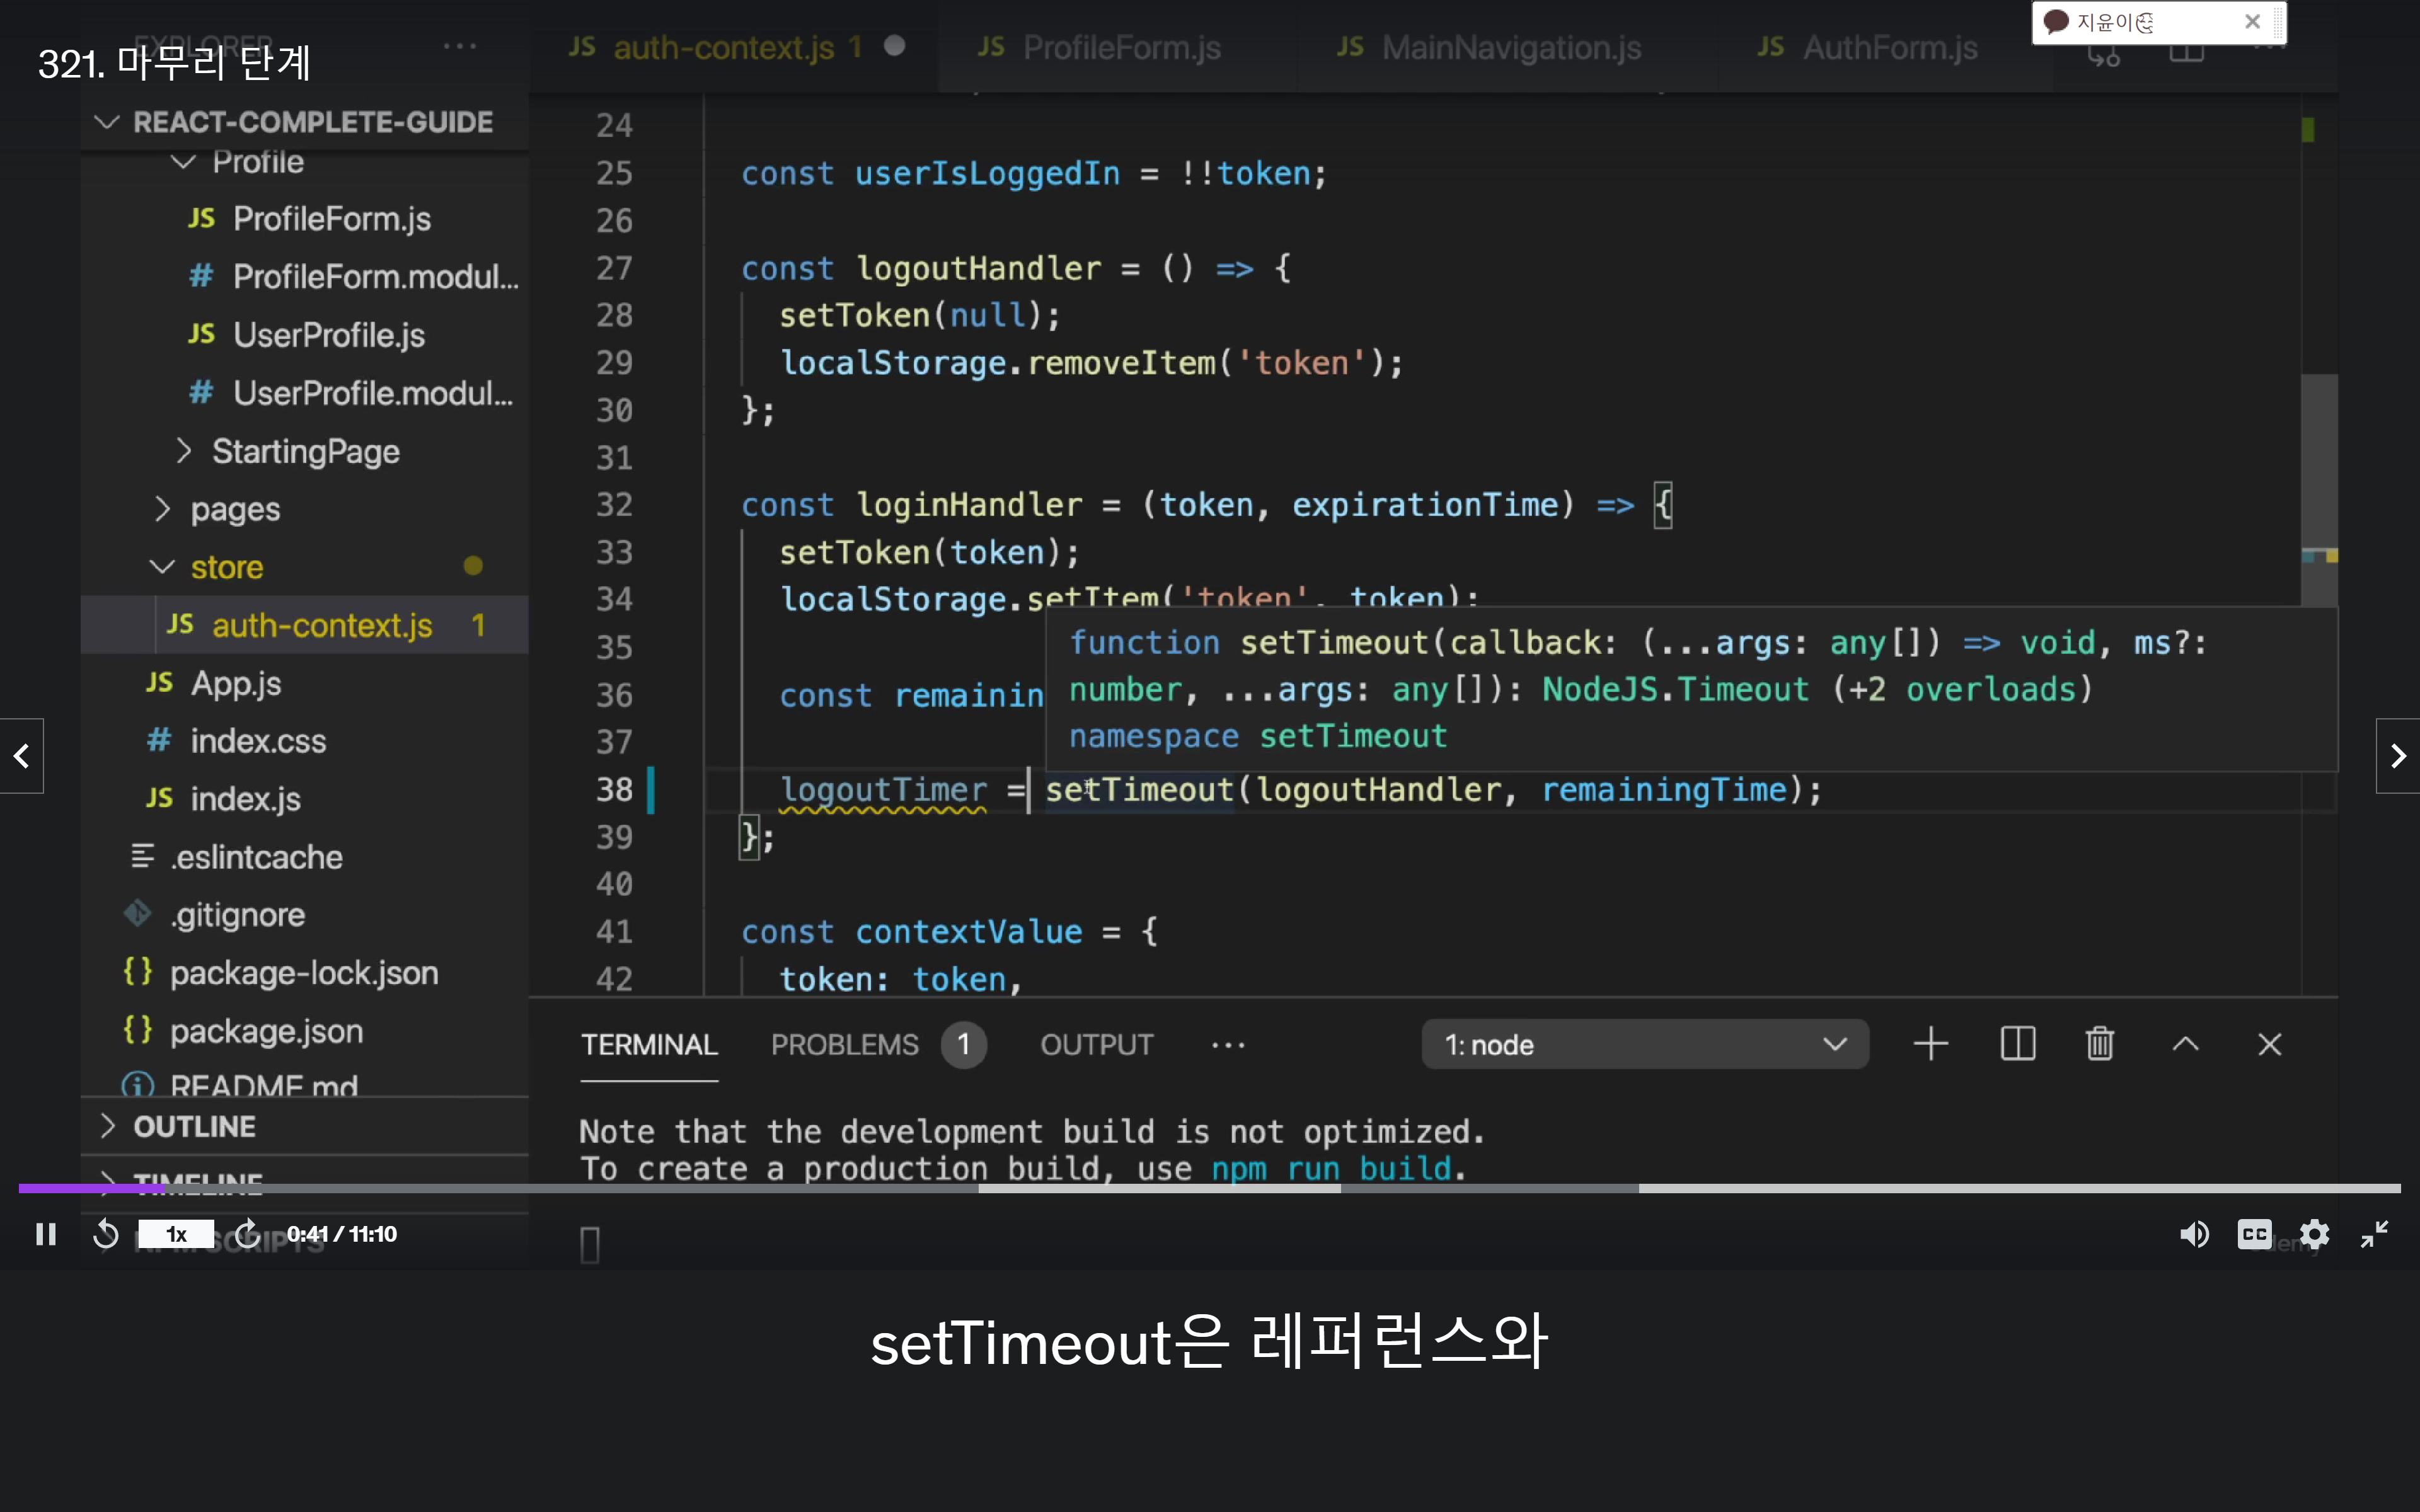 321. 마무리 단계
EXPLORER
지윤이
JS auth-context.js 1
JS ProfileForm.js
JS MainNavigation.js
JS AuthForm.js
REACT-COMPLETE-GUIDE
Profile
JS ProfileForm.js
# ProfileForm.modul...
JS UserProfile.js
# UserProfile.modul...
StartingPage
pages
store
JS auth-context.js 1
JS App.js
# index.css
JS index.js
.eslintcache
.gitignore
{} package-lock.json
{} package.json
README.md
OUTLINE
TIMELINE
NPM SCRIPTS
24
25 const userIsLoggedIn = !!token;
26
27 const logoutHandler = () => {
28 setToken(null);
29 localStorage.removeItem('token');
30 };
31
32 const loginHandler = (token, expirationTime) => {
33 setToken(token);
34 localStorage.setItem('token', token);
35
36 const remainin
37
38 logoutTimer = setTimeout(logoutHandler, remainingTime);
39 };
40
41 const contextValue = {
42 token: token,
function setTimeout(callback: (...args: any[]) => void, ms?:
number, ...args: any[]): NodeJS.Timeout (+2 overloads)
namespace setTimeout
TERMINAL PROBLEMS 1 OUTPUT ... 1: node
Note that the development build is not optimized.
To create a production build, use npm run build.
1x 0:41 / 11:10
CC
setTimeout은 레퍼런스와